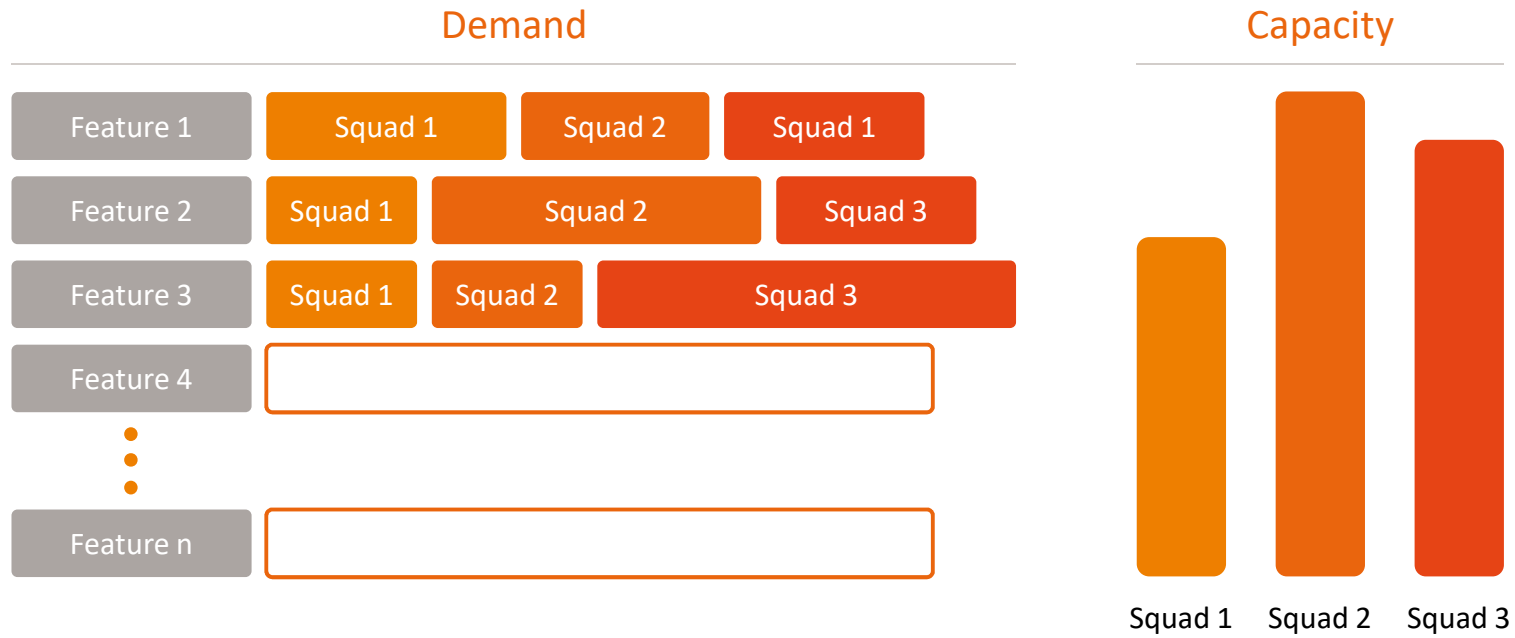 Demand
Capacity
Feature 1 Squad 1 Squad 2 Squad 1
Feature 2 Squad 1 Squad 2 Squad 3
Feature 3 Squad 1 Squad 2 Squad 3
Feature 4
Feature n
Squad 1 Squad 2 Squad 3